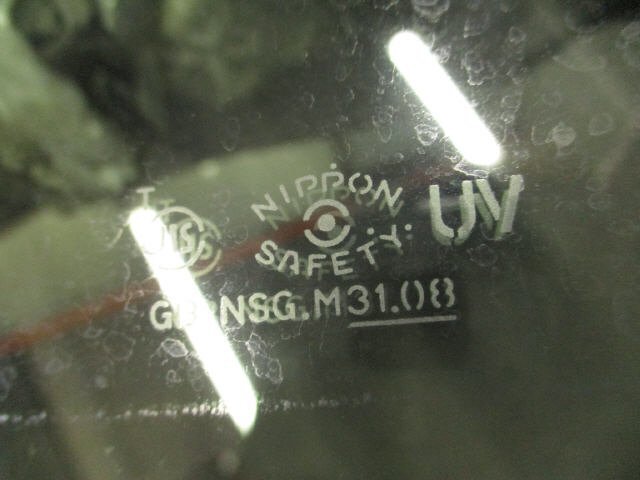 T
NIPPON
SAFETY
UV
NSG.M31.08